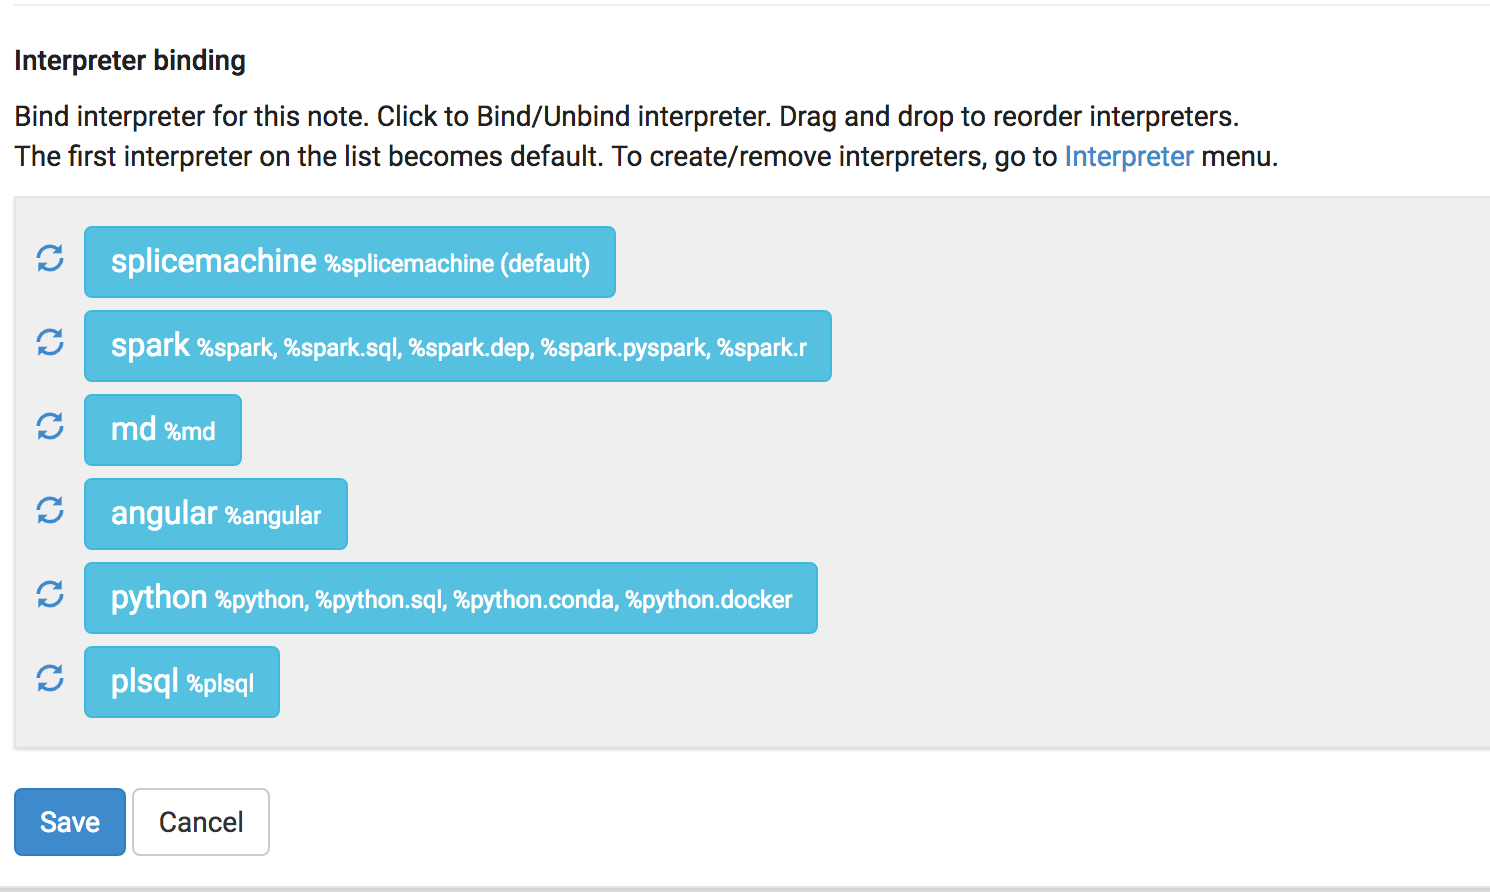 Interpreter binding
Bind interpreter for this note. Click to Bind/Unbind interpreter. Drag and drop to reorder interpreters.
The first interpreter on the list becomes default. To create/remove interpreters, go to Interpreter menu.
splicemachine %splicemachine (default)
spark %spark, %spark.sql, %spark.dep, %spark.pyspark, %spark.r
md %md
angular %angular
python %python, %python.sql, %python.conda, %python.docker
plsql %plsql
Save Cancel